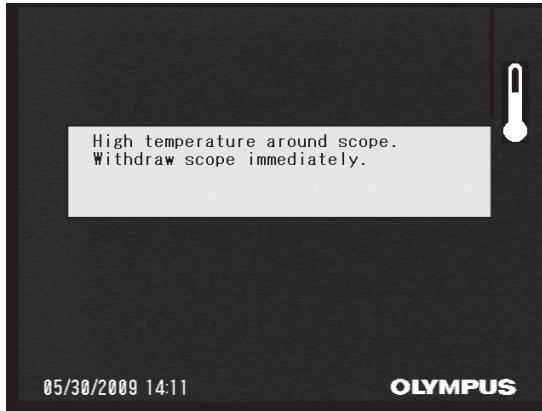 High temperature around scope.
Withdraw scope immediately.
05/30/2009 14:11
OLYMPUS